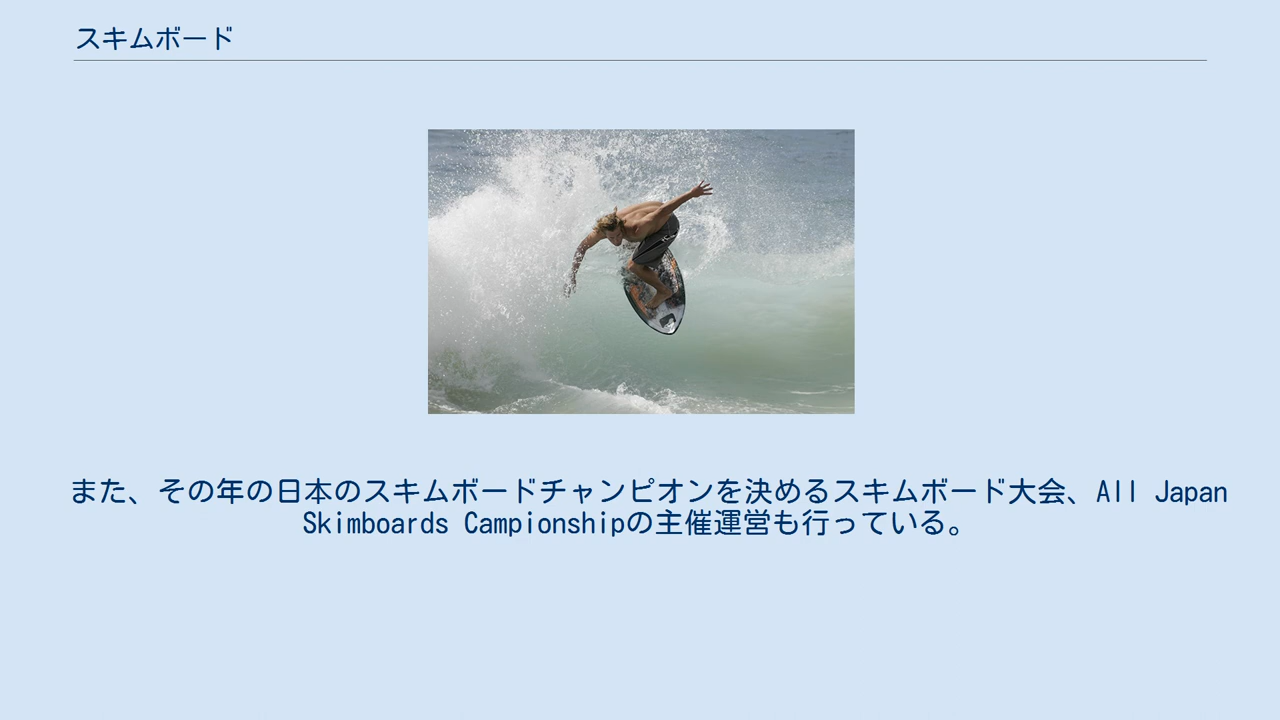 スキムボード
また、その年の日本のスキムボードチャンピオンを決めるスキムボード大会、All Japan
Skimboards Campionshipの主催運営も行っている。